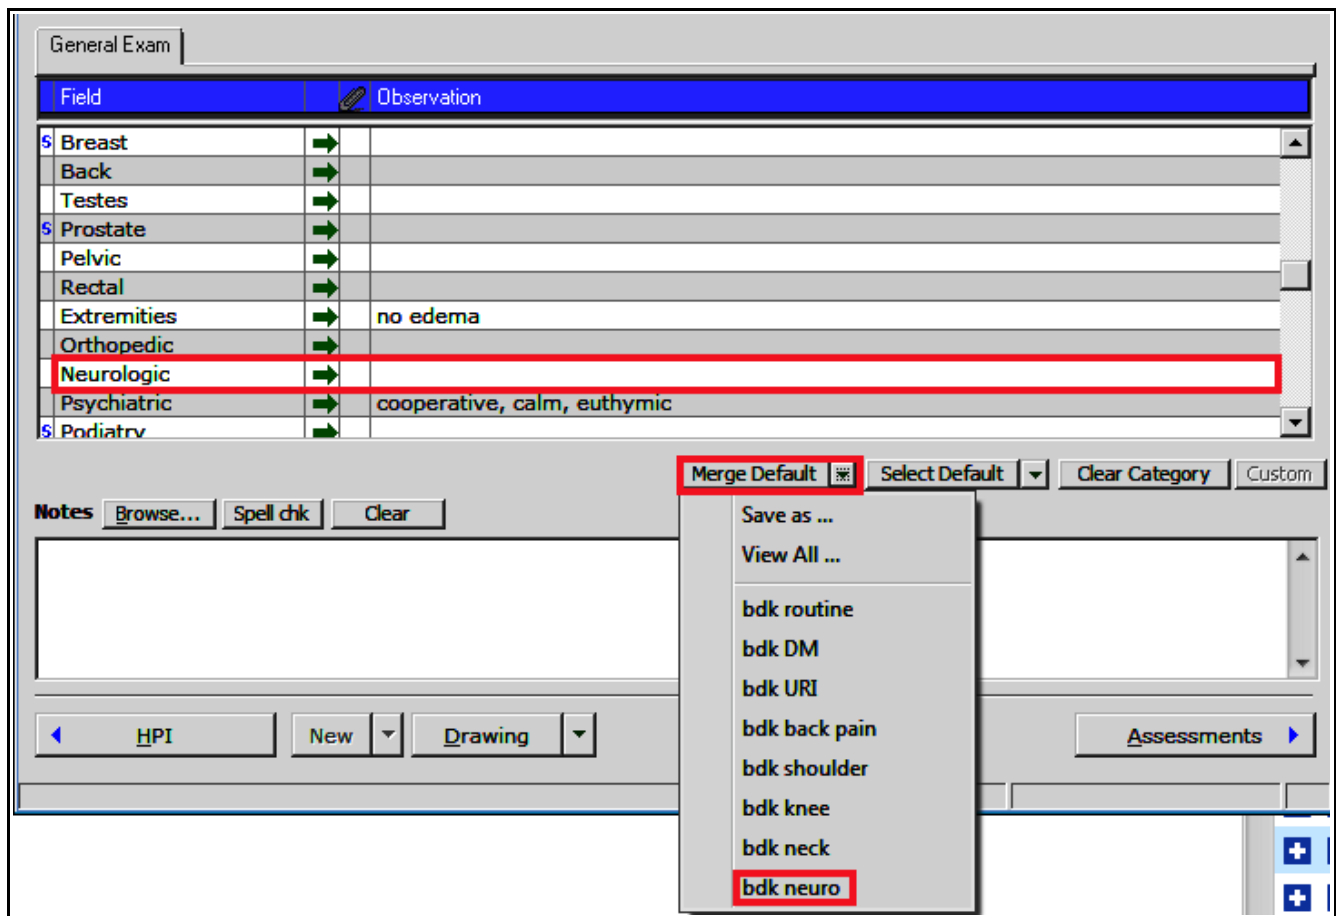 General Exam
Field Observation
S Breast
Back
Testes
S Prostate
Pelvic
Rectal
Extremities no edema
Orthopedic
Neurologic
Psychiatric cooperative, calm, euthymic
S Podiatry
Merge Default Select Default Clear Category Custom
Notes Browse... Spell chk Clear
Save as ...
View All ...
bdk routine
bdk DM
bdk URI
bdk back pain
bdk shoulder
bdk knee
bdk neck
bdk neuro
HPI New Drawing Assessments